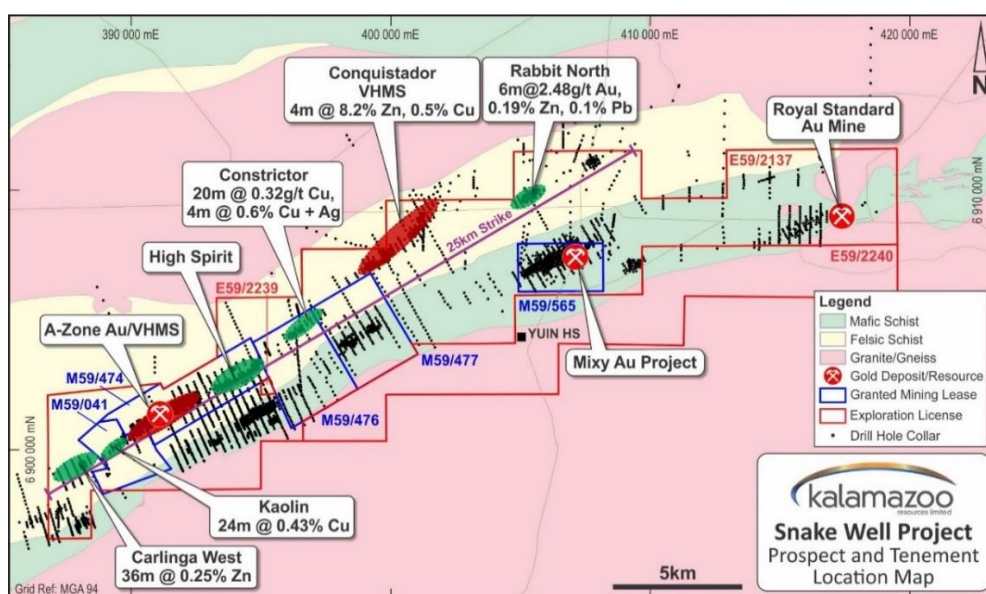 390 000 mE
400 000 mE
410 000 mE
420 000 mE
N
Conquistador
VHMS
4m @ 8.2% Zn, 0.5% Cu
Rabbit North
6m@2.48g/t Au,
0.19% Zn, 0.1% Pb
Royal Standard
Au Mine
Constrictor
20m @ 0.32g/t Cu,
4m @ 0.6% Cu + Ag
E59/2137
25km Strike
6 910 000 mN
High Spirit
E59/2239
E59/2240
A-Zone Au/VHMS
M59/565
YUIN HS
Mixy Au Project
M59/474
M59/477
M59/041
M59/476
6 900 000 mN
Legend
Mafic Schist
Felsic Schist
Granite/Gneiss
Gold Deposit/Resource
Granted Mining Lease
Exploration License
Drill Hole Collar
Kaolin
24m @ 0.43% Cu
Carlinga West
36m @ 0.25% Zn
kalamazoo
resources limited
Snake Well Project
Prospect and Tenement
Location Map
5km
Grid Ref: MGA 94